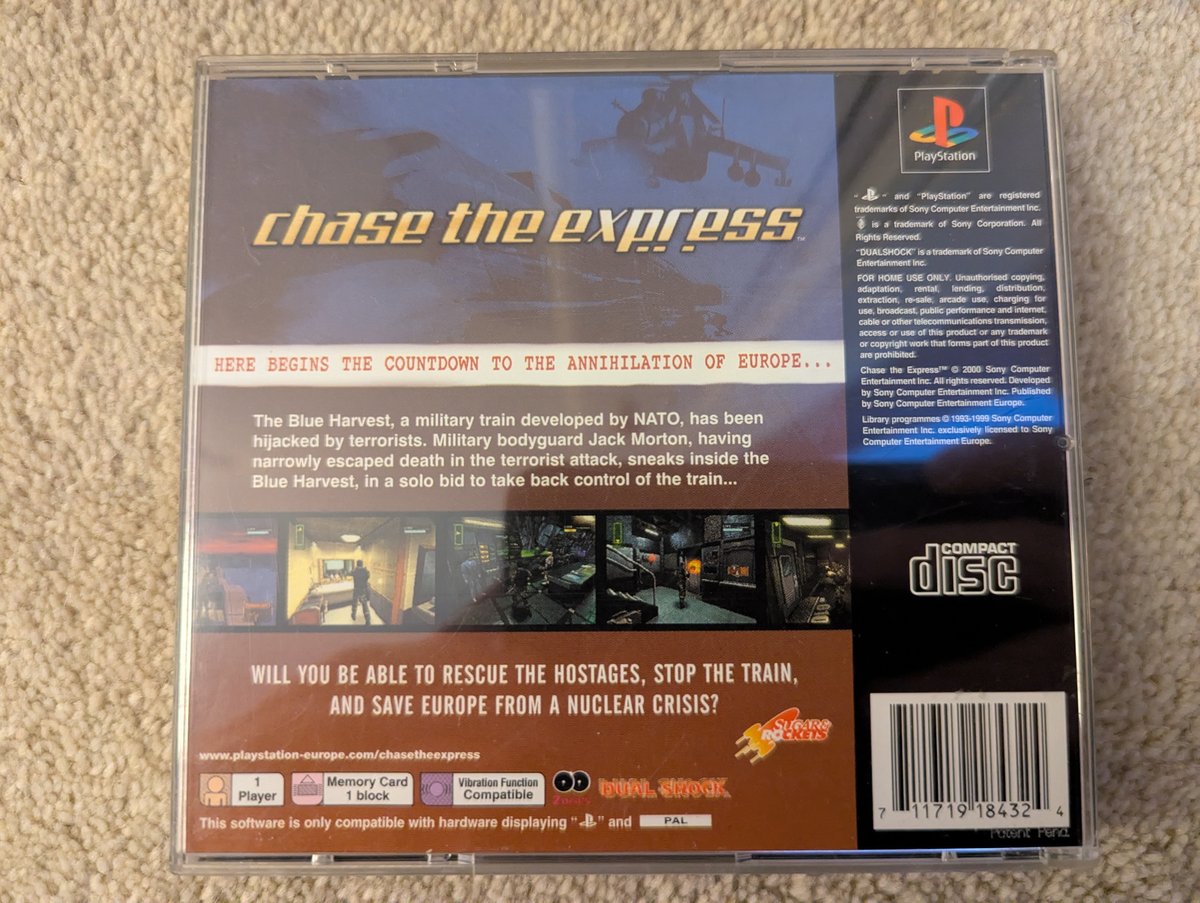 chase the express™
HERE BEGINS THE COUNTDOWN TO THE ANNIHILATION OF EUROPE...
The Blue Harvest, a military train developed by NATO, has been
hijacked by terrorists. Military bodyguard Jack Morton, having
narrowly escaped death in the terrorist attack, sneaks inside the
Blue Harvest, in a solo bid to take back control of the train...
WILL YOU BE ABLE TO RESCUE THE HOSTAGES, STOP THE TRAIN,
AND SAVE EUROPE FROM A NUCLEAR CRISIS?
SUGAR &
ROCKETS
www.playstation-europe.com/chasetheexpress
1
Player
Memory Card
1 block
Vibration Function
Compatible
DUAL SHOCK
This software is only compatible with hardware displaying " " and PAL
PlayStation
" " and "PlayStation" are registered
trademarks of Sony Computer Entertainment Inc.
is a trademark of Sony Corporation. All
Rights Reserved.
"DUALSHOCK" is a trademark of Sony Computer
Entertainment Inc.
FOR HOME USE ONLY. Unauthorised copying,
adaptation, rental, lending, distribution,
extraction, re-sale, arcade use, charging for
use, broadcast, public performance and internet,
cable or other telecommunications transmission,
access or use of this product or any trademark
or copyright work that forms part of this product
are prohibited.
Chase the Express™ © 2000 Sony Computer
Entertainment Inc. All rights reserved. Developed
by Sony Computer Entertainment Inc. Published
by Sony Computer Entertainment Europe.
Library programmes © 1993-1999 Sony Computer
Entertainment Inc. exclusively licensed to Sony
Computer Entertainment Europe.
COMPACT
disc
7 11719 18432 4
Patent Pend.